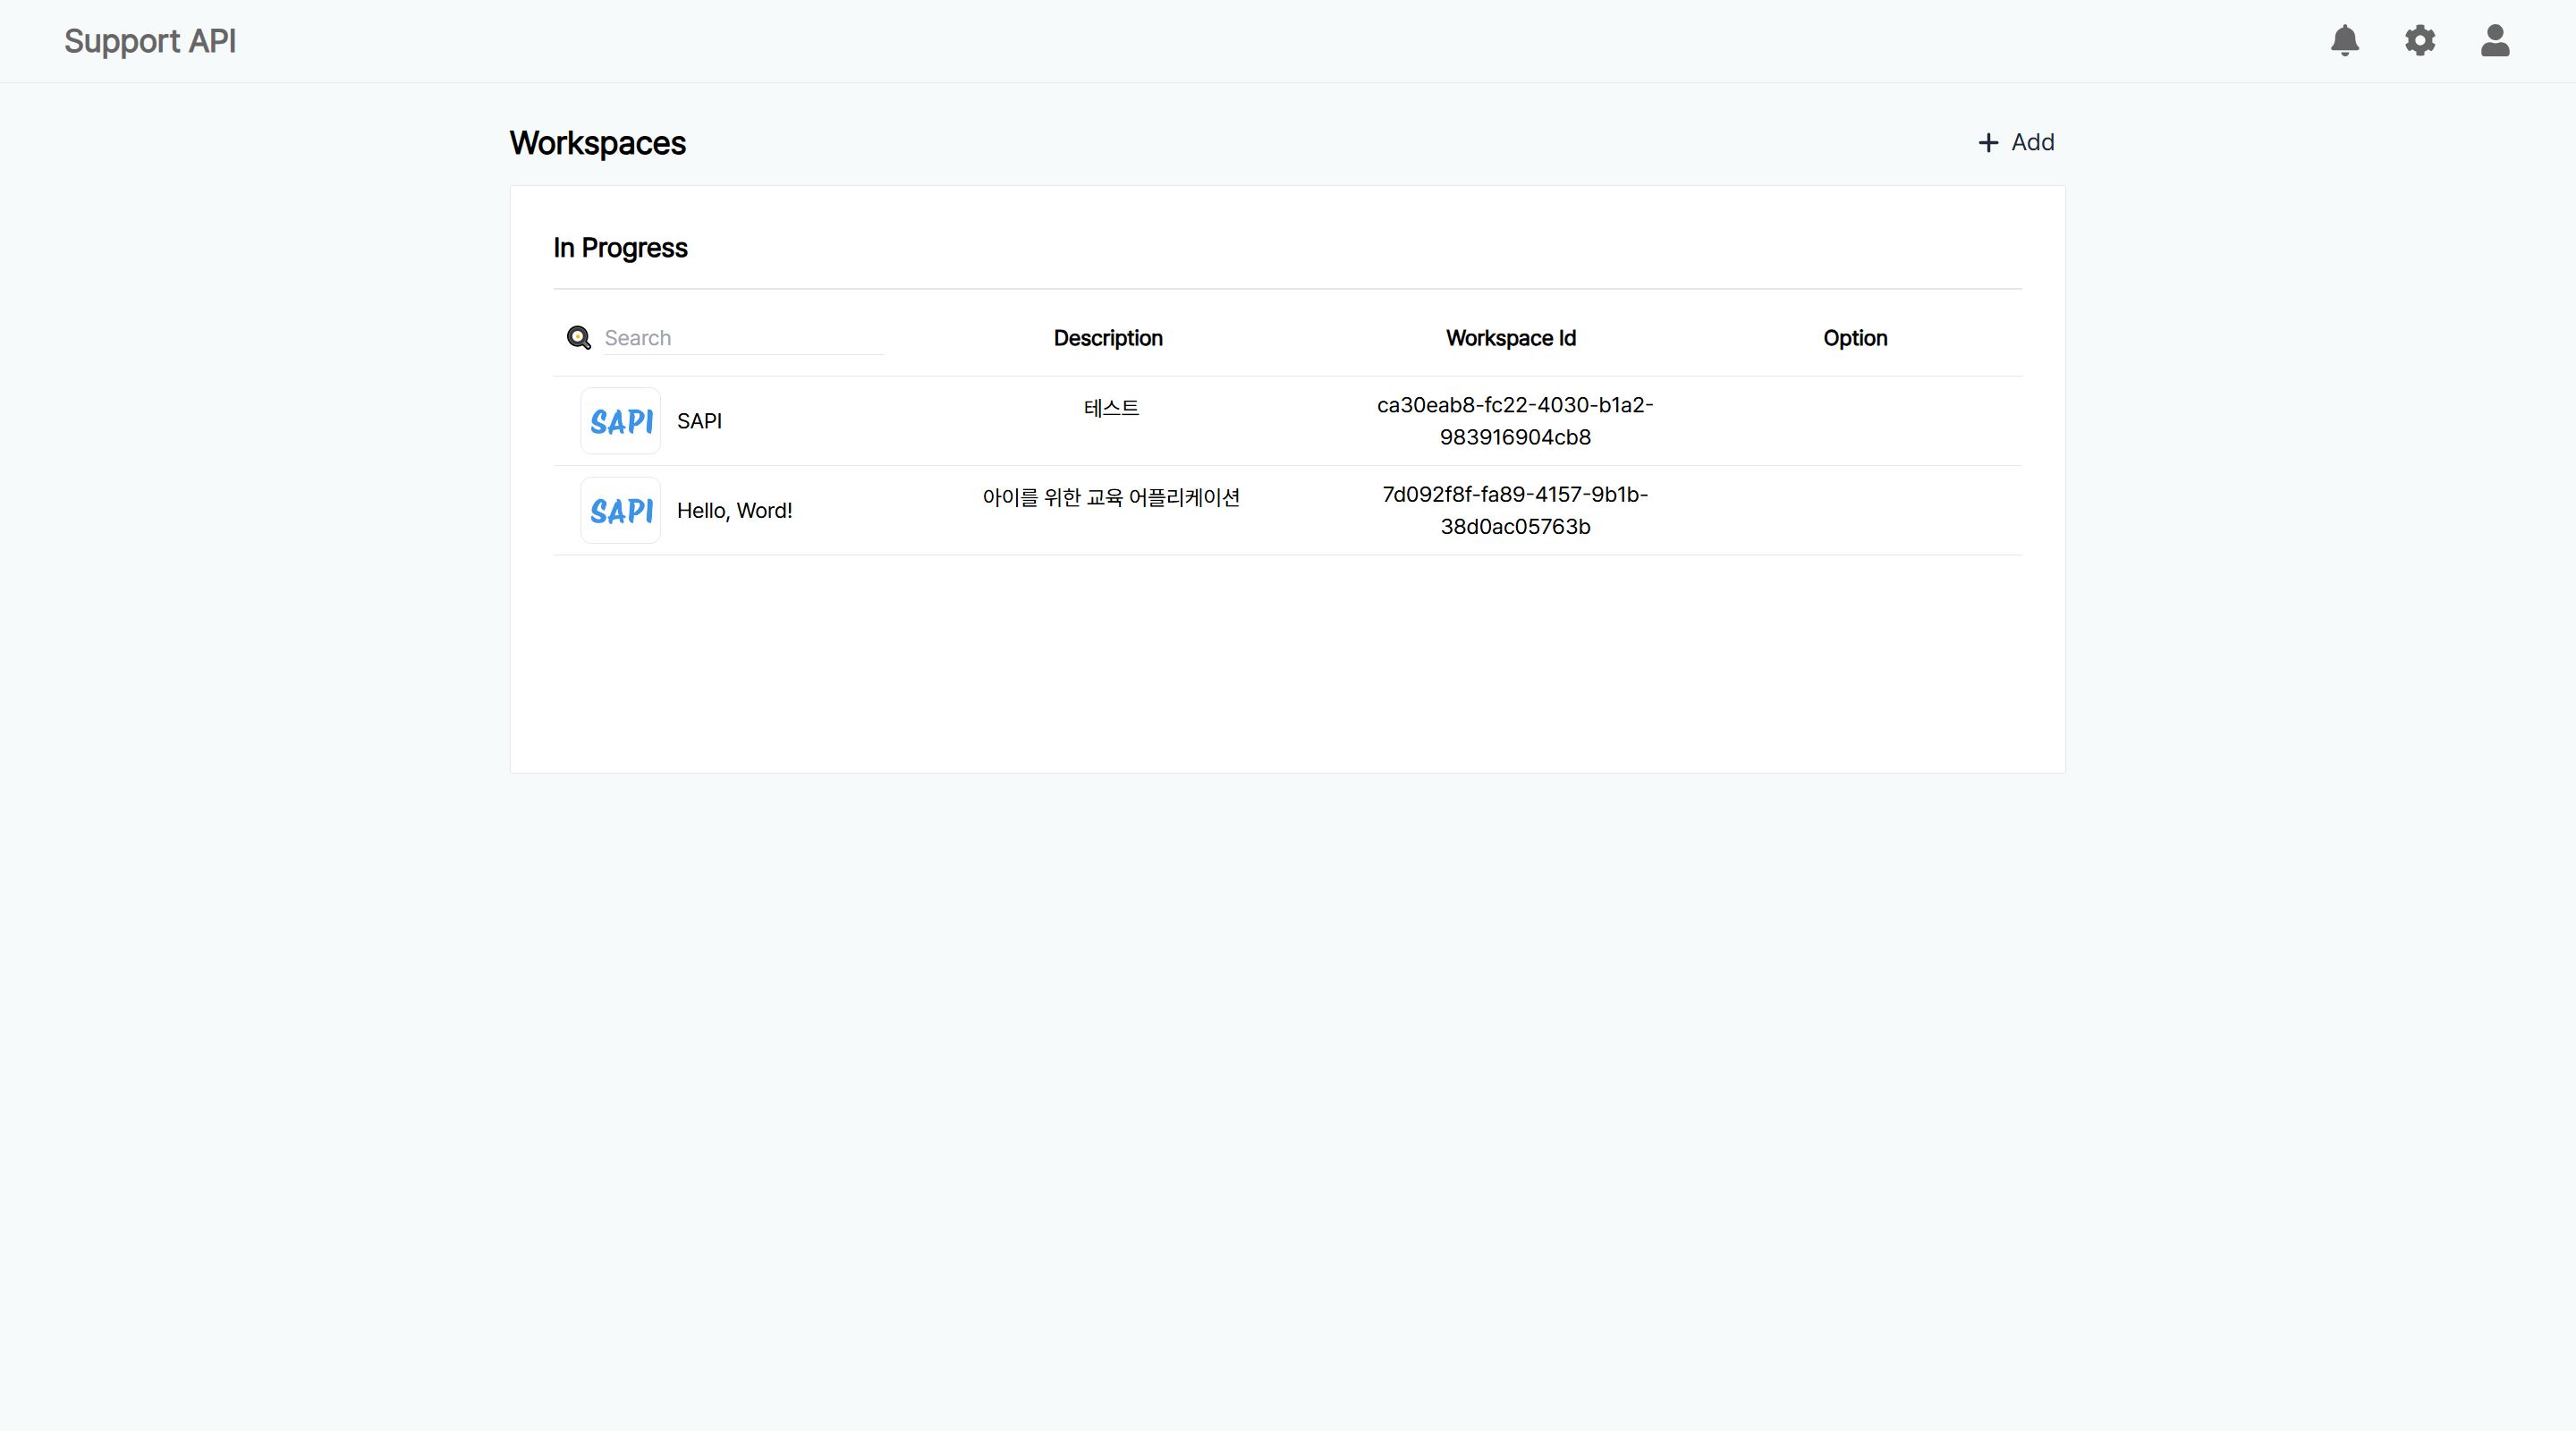 Support API
Workspaces
Add
In Progress
Search Description Workspace Id Option
SAPI SAPI 테스트 ca30eab8-fc22-4030-b1a2-
983916904cb8
SAPI Hello, Word! 아이를 위한 교육 어플리케이션 7d092f8f-fa89-4157-9b1b-
38d0ac05763b